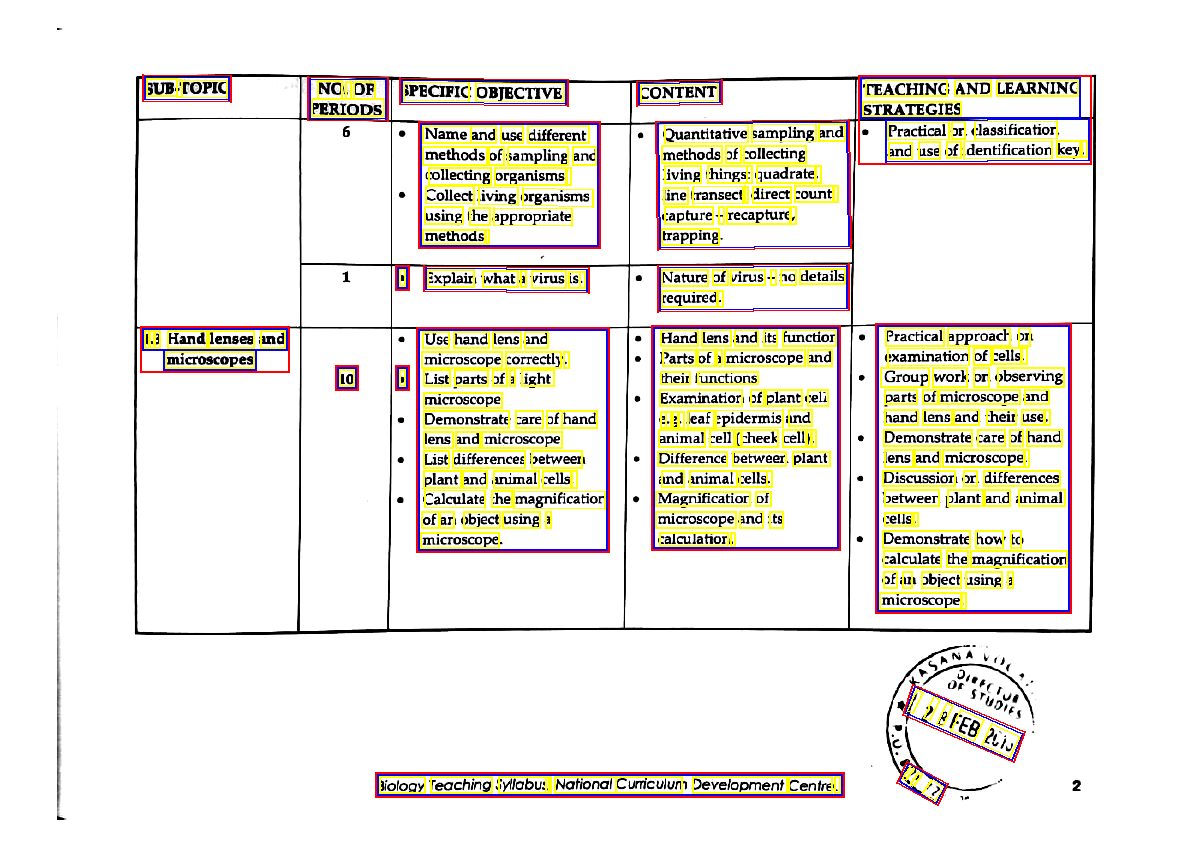 SUB-TOPIC
NO. OF
PERIODS
SPECIFIC OBJECTIVE
CONTENT
TEACHING AND LEARNING
STRATEGIES
6
• Name and use different
methods of sampling and
collecting organisms
• Collect living organisms
using the appropriate
methods
• Quantitative sampling and
methods of collecting
living things: quadrate,
line transect, direct count
capture – recapture,
trapping.
• Practical on classification,
and use of identification key.
1
• Explain what a virus is.
• Nature of virus – no details
required.
1.3 Hand lenses and
microscopes
10
• Use hand lens and
microscope correctly.
• List parts of a light
microscope
• Demonstrate care of hand
lens and microscope
• List differences between
plant and animal cells
• Calculate the magnification
of an object using a
microscope.
• Hand lens and its function
• Parts of a microscope and
their functions
• Examination of plant cell
e.g. leaf epidermis and
animal cell (cheek cell).
• Difference between plant
and animal cells.
• Magnification of
microscope and its
calculation.
• Practical approach on
examination of cells.
• Group work on observing
parts of microscope and
hand lens and their use.
• Demonstrate care of hand
lens and microscope.
• Discussion on differences
between plant and animal
cells.
• Demonstrate how to
calculate the magnification
of an object using a
microscope
KASANA
DIRECTOR
OF STUDIES
28 FEB
P.O.
Biology Teaching Syllabus, National Curriculum Development Centre.
2